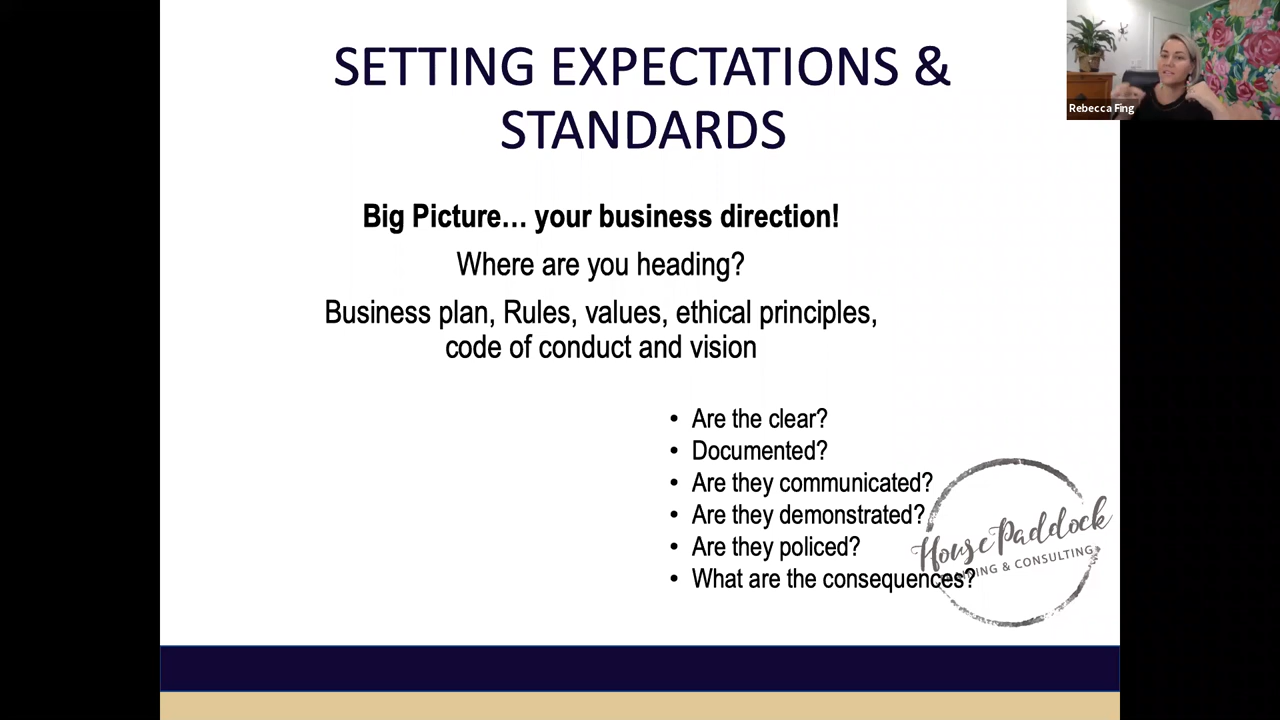 SETTING EXPECTATIONS &
STANDARDS
Rebecca Fing
Big Picture... your business direction!
Where are you heading?
Business plan, Rules, values, ethical principles,
code of conduct and vision
• Are the clear?
• Documented?
• Are they communicated?
• Are they demonstrated?
• Are they policed?
• What are the consequences?
House Paddock
& CONSULTING